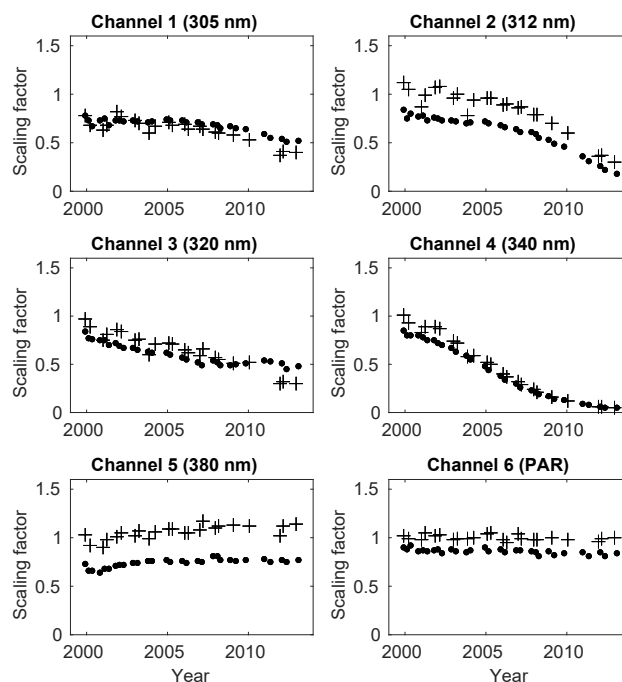 Channel 1 (305 nm)
Scaling factor
1.5
1
0.5
0
2000 2005 2010
Channel 2 (312 nm)
Scaling factor
1.5
1
0.5
0
2000 2005 2010
Channel 3 (320 nm)
Scaling factor
1.5
1
0.5
0
2000 2005 2010
Channel 4 (340 nm)
Scaling factor
1.5
1
0.5
0
2000 2005 2010
Channel 5 (380 nm)
Scaling factor
1.5
1
0.5
0
2000 2005 2010
Year
Channel 6 (PAR)
Scaling factor
1.5
1
0.5
0
2000 2005 2010
Year